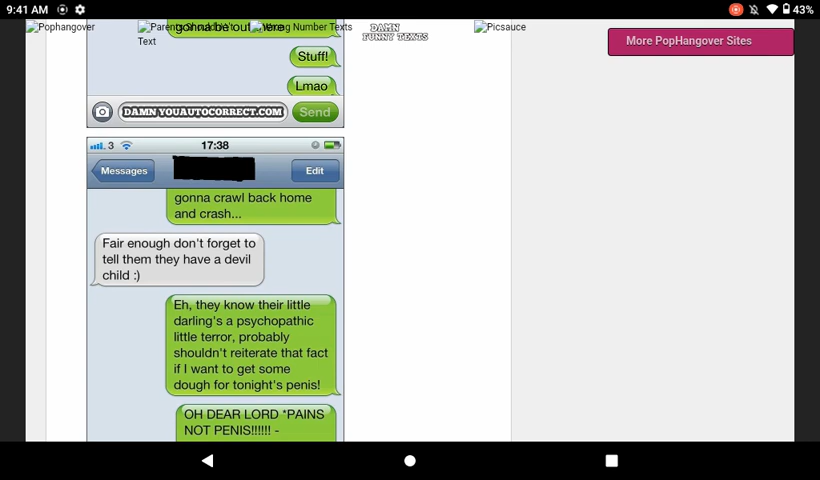 9:41 AM
43%
Pophangover
Text
Wrong Number Texts
DAMN
FUNNY TEXTS
Picsauce
More PopHangover Sites
Stuff!
Lmao
DAMN YOUAUTOCORRECT.COM
Send
3
17:38
Messages
Edit
gonna crawl back home
and crash...
Fair enough don't forget to
tell them they have a devil
child :)
Eh, they know their little
darling's a psychopathic
little terror, probably
shouldn't reiterate that fact
if I want to get some
dough for tonight's penis!
OH DEAR LORD *PAINS
NOT PENIS!!!!!! -